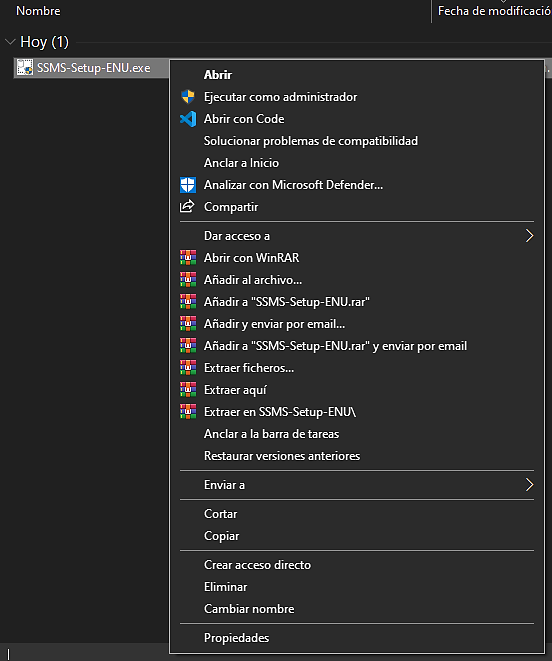 Nombre
Fecha de modificació
Hoy (1)
SSMS-Setup-ENU.exe
Abrir
Ejecutar como administrador
Abrir con Code
Solucionar problemas de compatibilidad
Anclar a Inicio
Analizar con Microsoft Defender...
Compartir
Dar acceso a
Abrir con WinRAR
Añadir al archivo...
Añadir a "SSMS-Setup-ENU.rar"
Añadir y enviar por email...
Añadir a "SSMS-Setup-ENU.rar" y enviar por email
Extraer ficheros...
Extraer aquí
Extraer en SSMS-Setup-ENU\
Anclar a la barra de tareas
Restaurar versiones anteriores
Enviar a
Cortar
Copiar
Crear acceso directo
Eliminar
Cambiar nombre
Propiedades